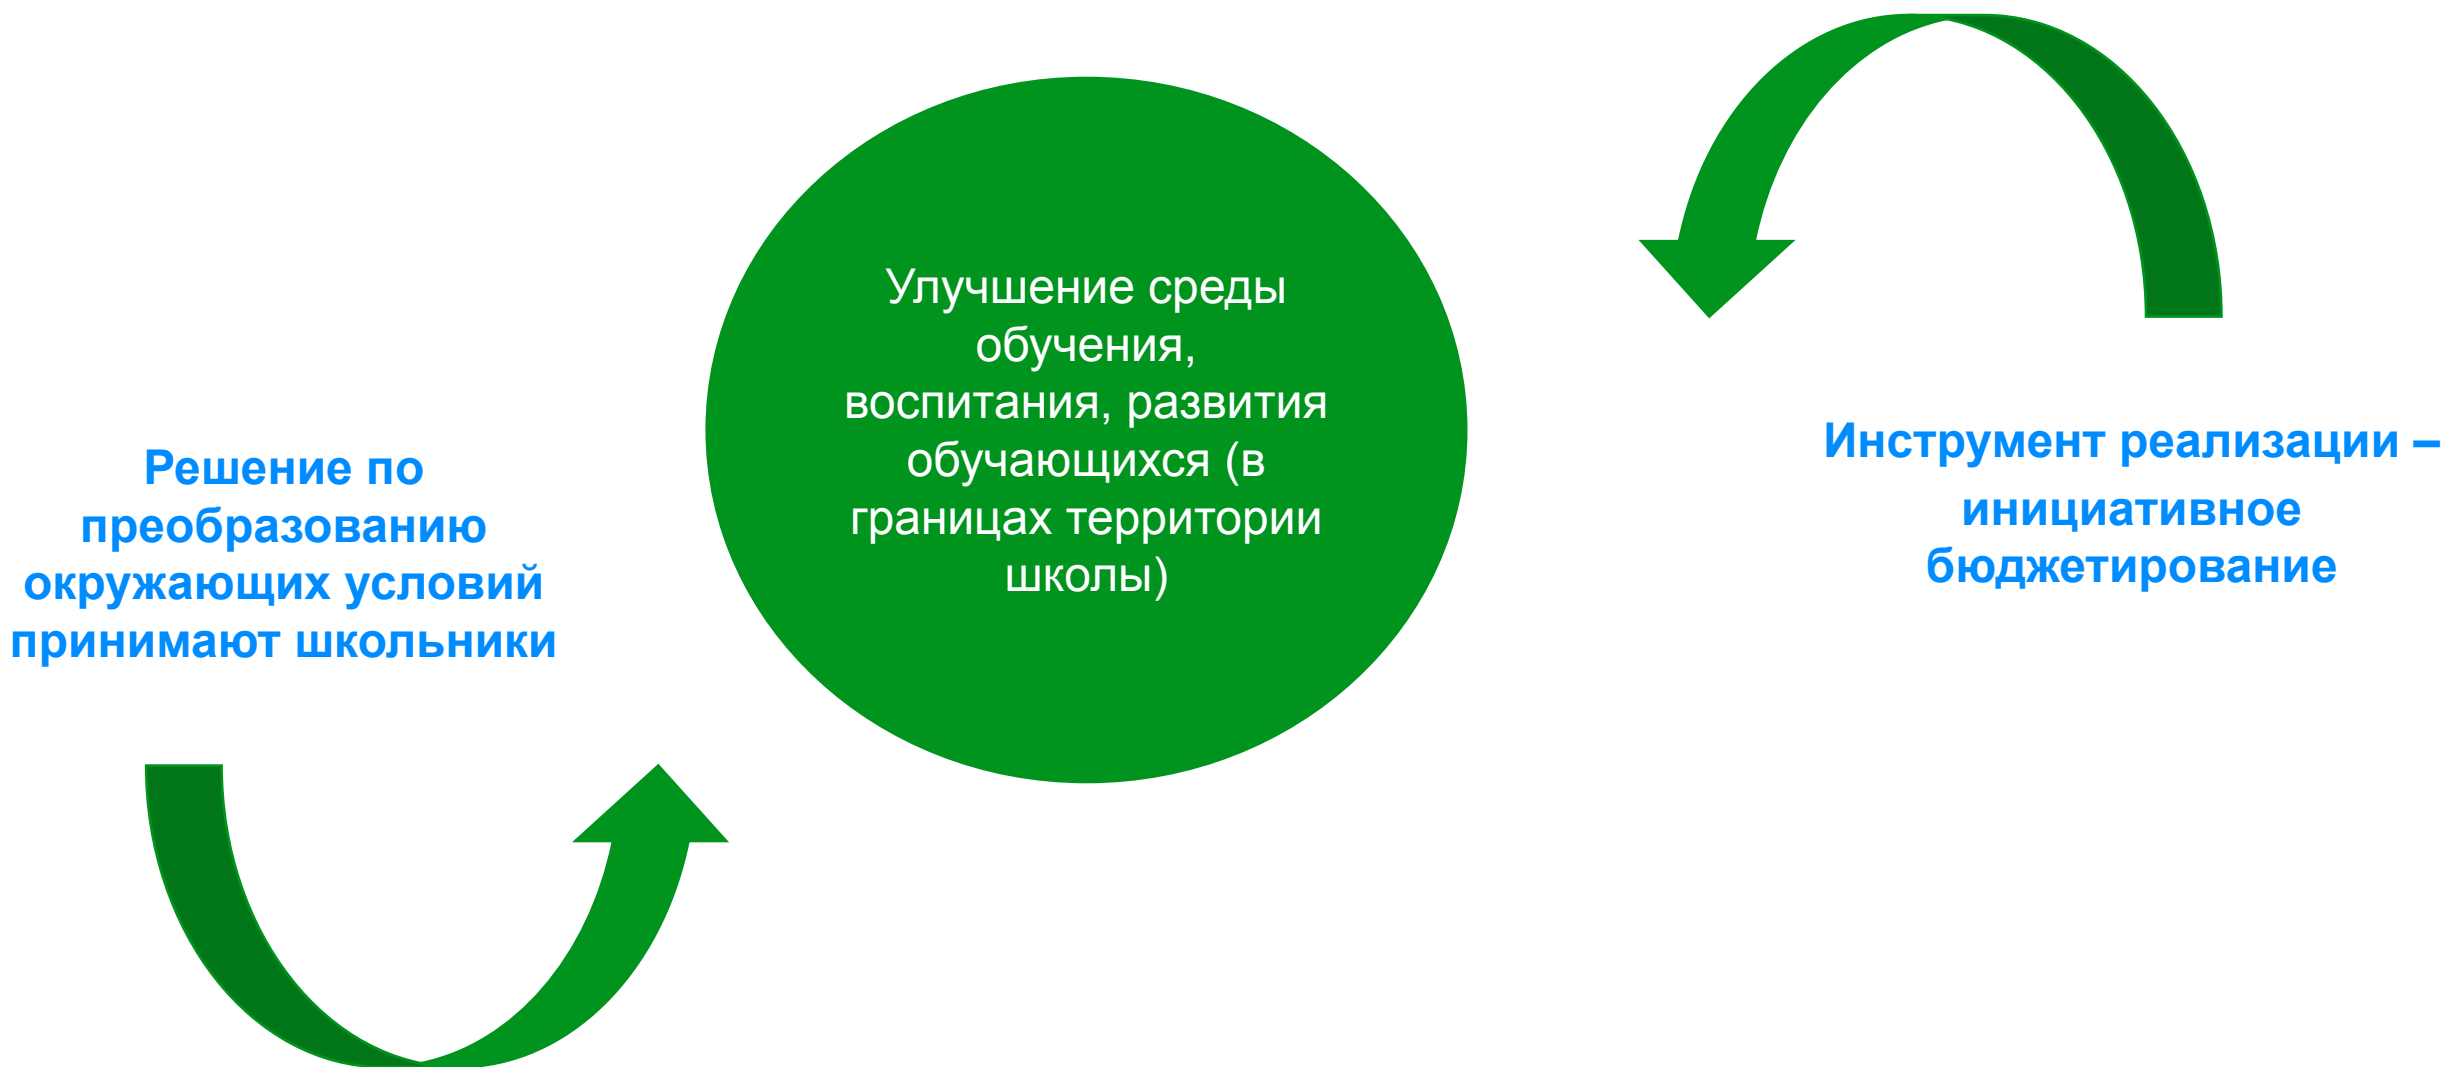 Решение по
преобразованию
окружающих условий
принимают школьники
Улучшение среды
обучения,
воспитания, развития
обучающихся (в
границах территории
школы)
Инструмент реализации –
инициативное
бюджетирование